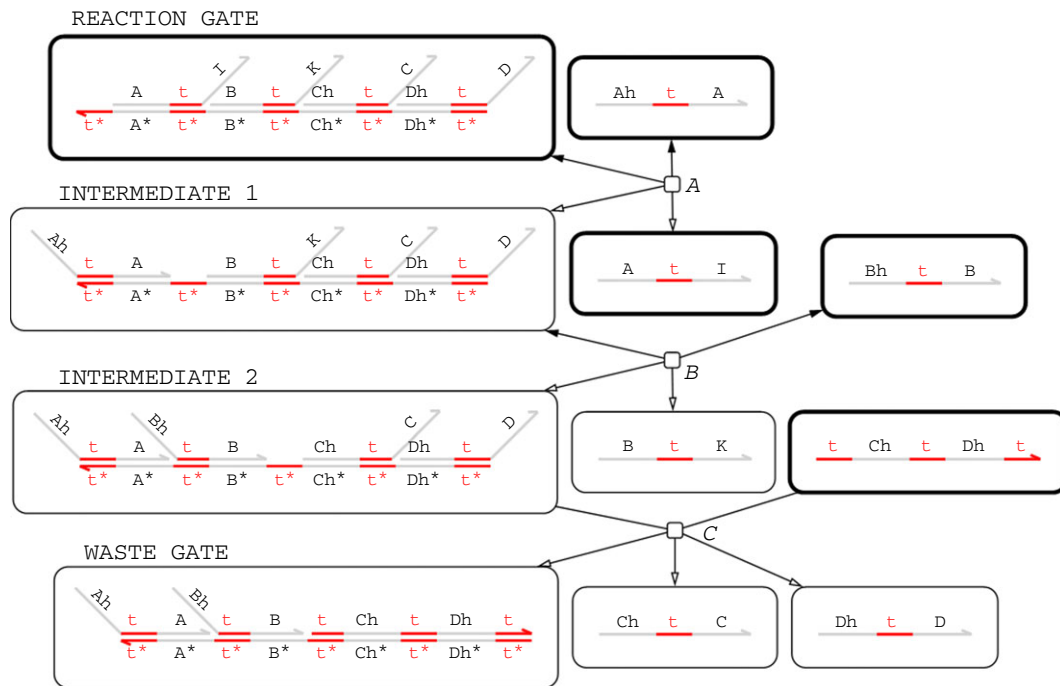 REACTION GATE
I K C D
A t B t Ch t Dh t
t* A* t* B* t* Ch* t* Dh* t*
Ah t A
A
INTERMEDIATE 1
Ah K C D
t A B t Ch t Dh t
t* A* t* B* t* Ch* t* Dh* t*
A t I
Bh t B
B
INTERMEDIATE 2
Ah Bh C D
t A t B Ch t Dh t
t* A* t* B* t* Ch* t* Dh* t*
B t K
t Ch t Dh t
C
WASTE GATE
Ah Bh
t A t B t Ch t Dh t
t* A* t* B* t* Ch* t* Dh* t*
Ch t C
Dh t D